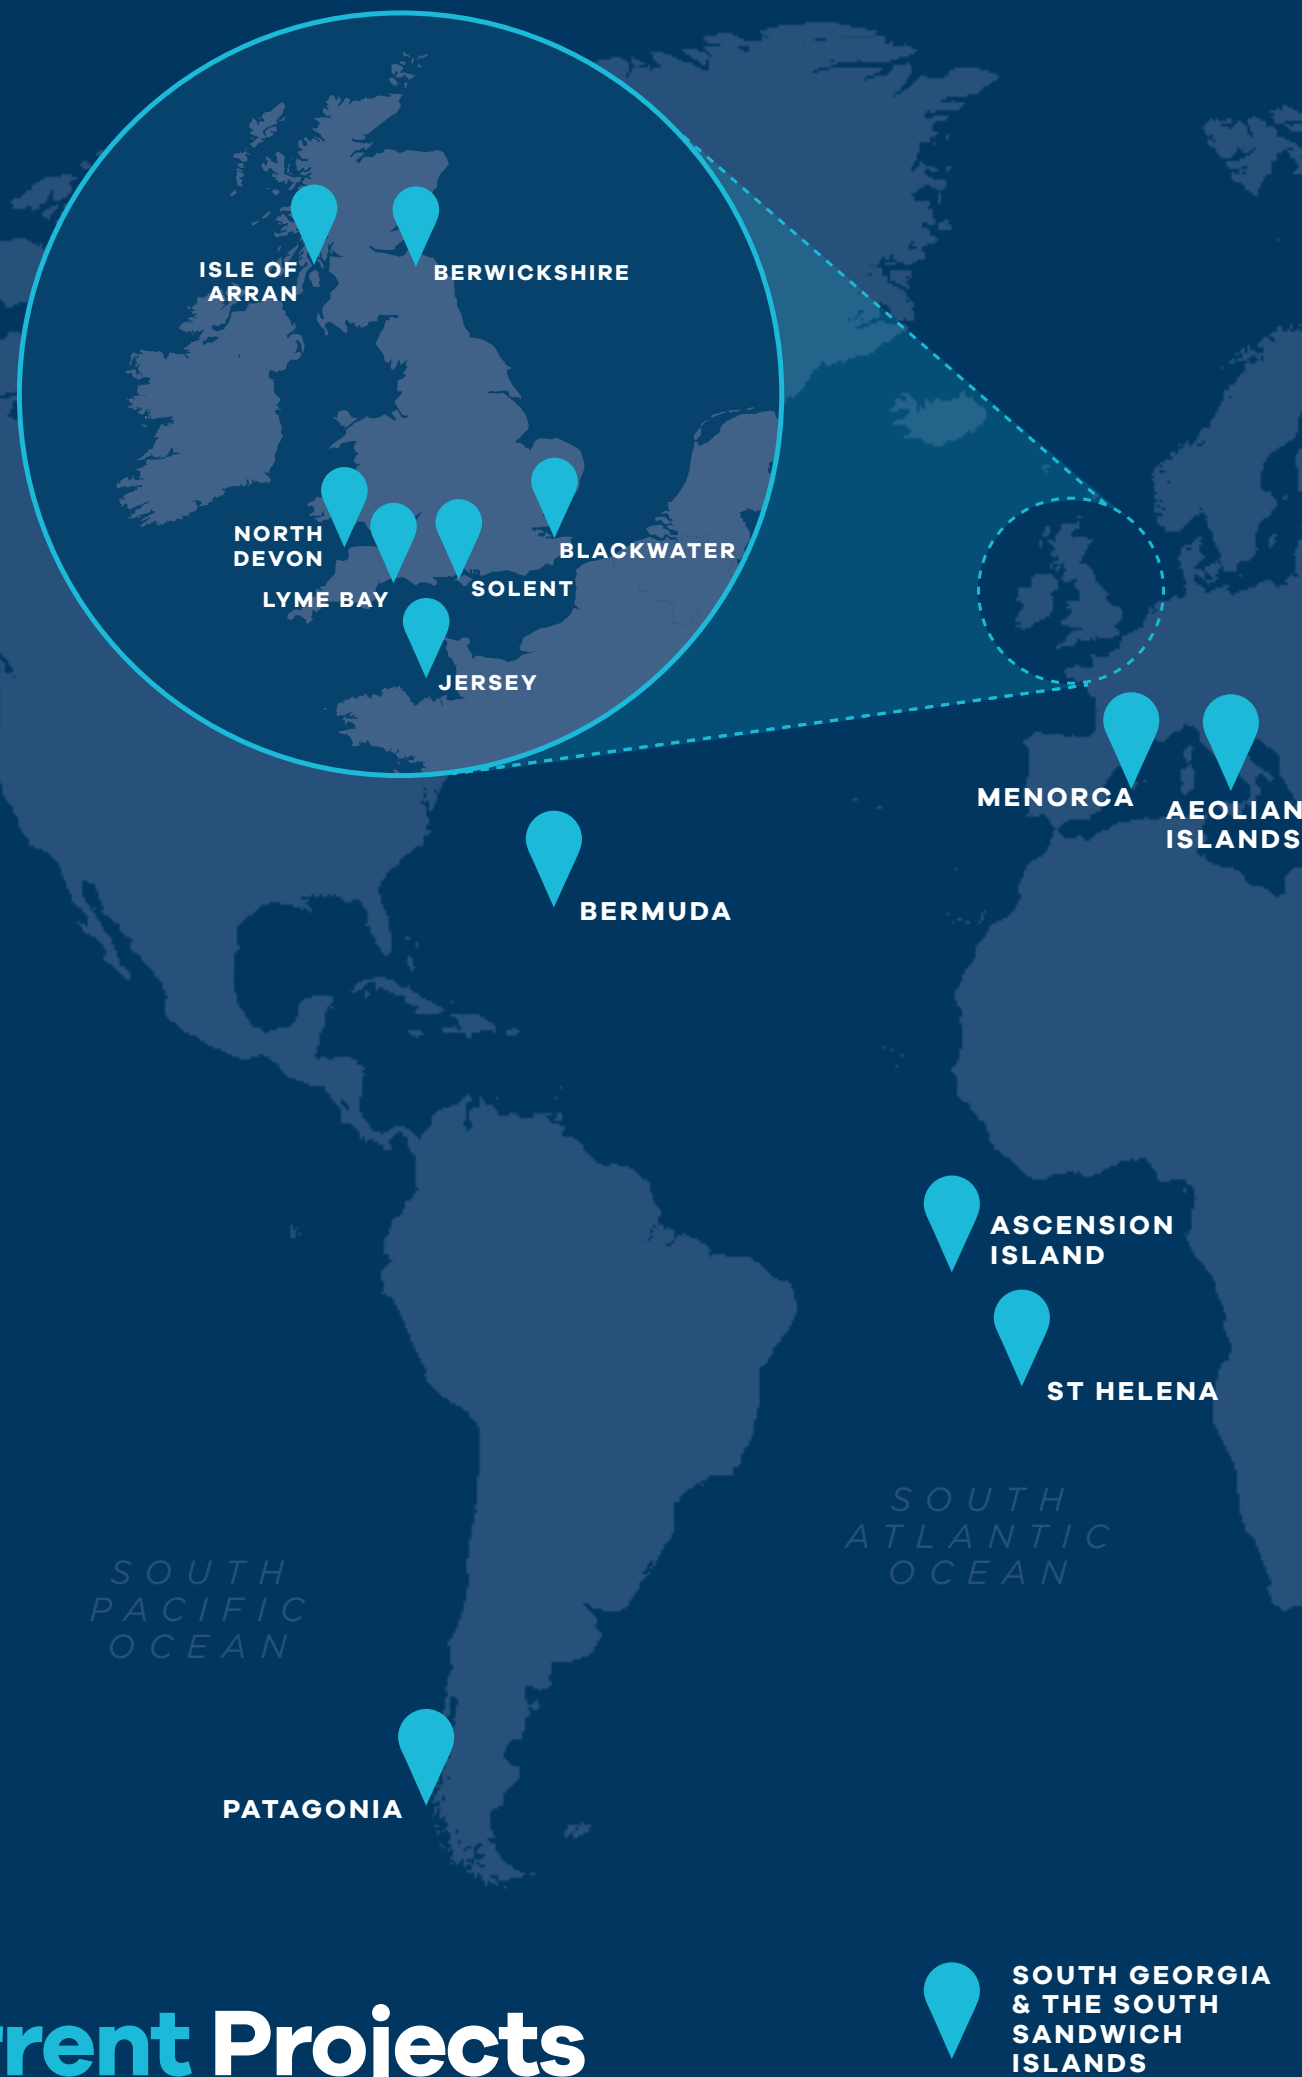 ISLE OF
ARRAN
BERWICKSHIRE
NORTH
DEVON
BLACKWATER
SOLENT
LYME BAY
JERSEY
MENORCA
AEOLIAN
ISLANDS
BERMUDA
ASCENSION
ISLAND
ST HELENA
SOUTH
ATLANTIC
OCEAN
SOUTH
PACIFIC
OCEAN
PATAGONIA
SOUTH GEORGIA
& THE SOUTH
SANDWICH
ISLANDS
rrent Projects